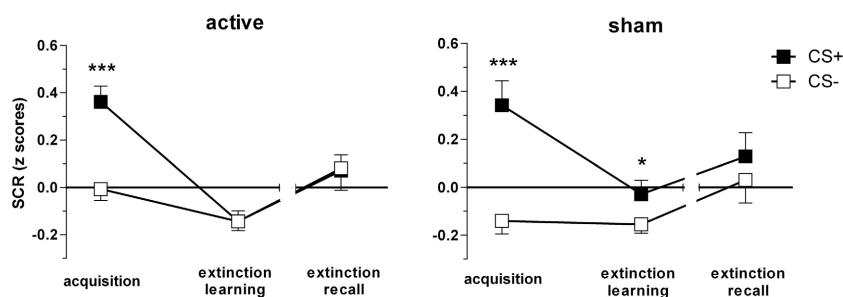 active
sham
0.6
0.4
0.2
0.0
-0.2
SCR (z scores)
***
acquisition
extinction
learning
extinction
recall
0.6
0.4
0.2
0.0
-0.2
***
*
acquisition
extinction
learning
extinction
recall
CS+
CS-